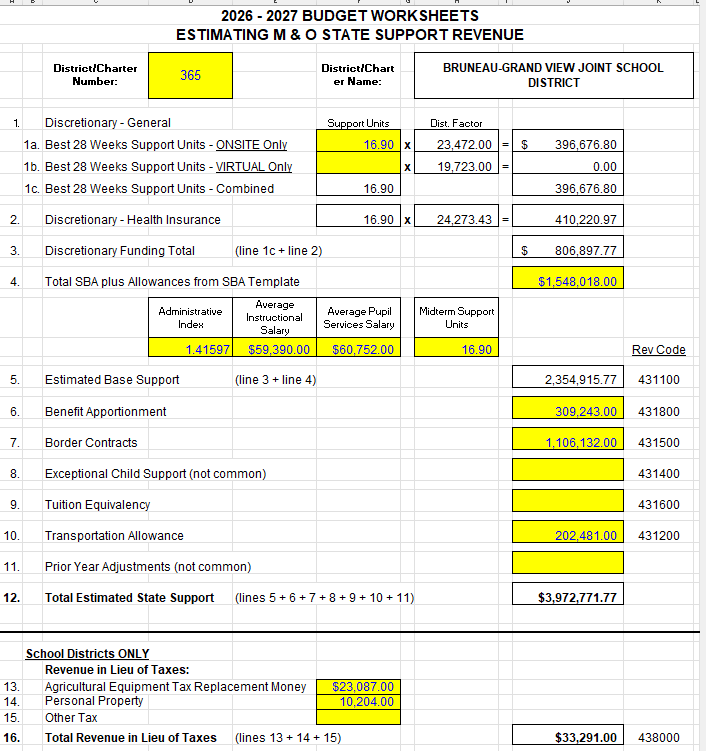 2026 - 2027 BUDGET WORKSHEETS
ESTIMATING M & O STATE SUPPORT REVENUE
District/Charter Number: 365 District/Chart er Name: BRUNEAU-GRAND VIEW JOINT SCHOOL DISTRICT
1. Discretionary - General Support Units Dist. Factor
1a. Best 28 Weeks Support Units - ONSITE Only 16.90 x 23,472.00 = $ 396,676.80
1b. Best 28 Weeks Support Units - VIRTUAL Only x 19,723.00 = 0.00
1c. Best 28 Weeks Support Units - Combined 16.90 396,676.80
2. Discretionary - Health Insurance 16.90 x 24,273.43 = 410,220.97
3. Discretionary Funding Total (line 1c + line 2) $ 806,897.77
4. Total SBA plus Allowances from SBA Template $1,548,018.00
Administrative Index Average Instructional Salary Average Pupil Services Salary Midterm Support Units
1.41597 $59,390.00 $60,752.00 16.90 Rev Code
5. Estimated Base Support (line 3 + line 4) 2,354,915.77 431100
6. Benefit Apportionment 309,243.00 431800
7. Border Contracts 1,106,132.00 431500
8. Exceptional Child Support (not common) 431400
9. Tuition Equivalency 431600
10. Transportation Allowance 202,481.00 431200
11. Prior Year Adjustments (not common)
12. Total Estimated State Support (lines 5 + 6 + 7 + 8 + 9 + 10 + 11) $3,972,771.77
School Districts ONLY
Revenue in Lieu of Taxes:
13. Agricultural Equipment Tax Replacement Money $23,087.00
14. Personal Property 10,204.00
15. Other Tax
16. Total Revenue in Lieu of Taxes (lines 13 + 14 + 15) $33,291.00 438000